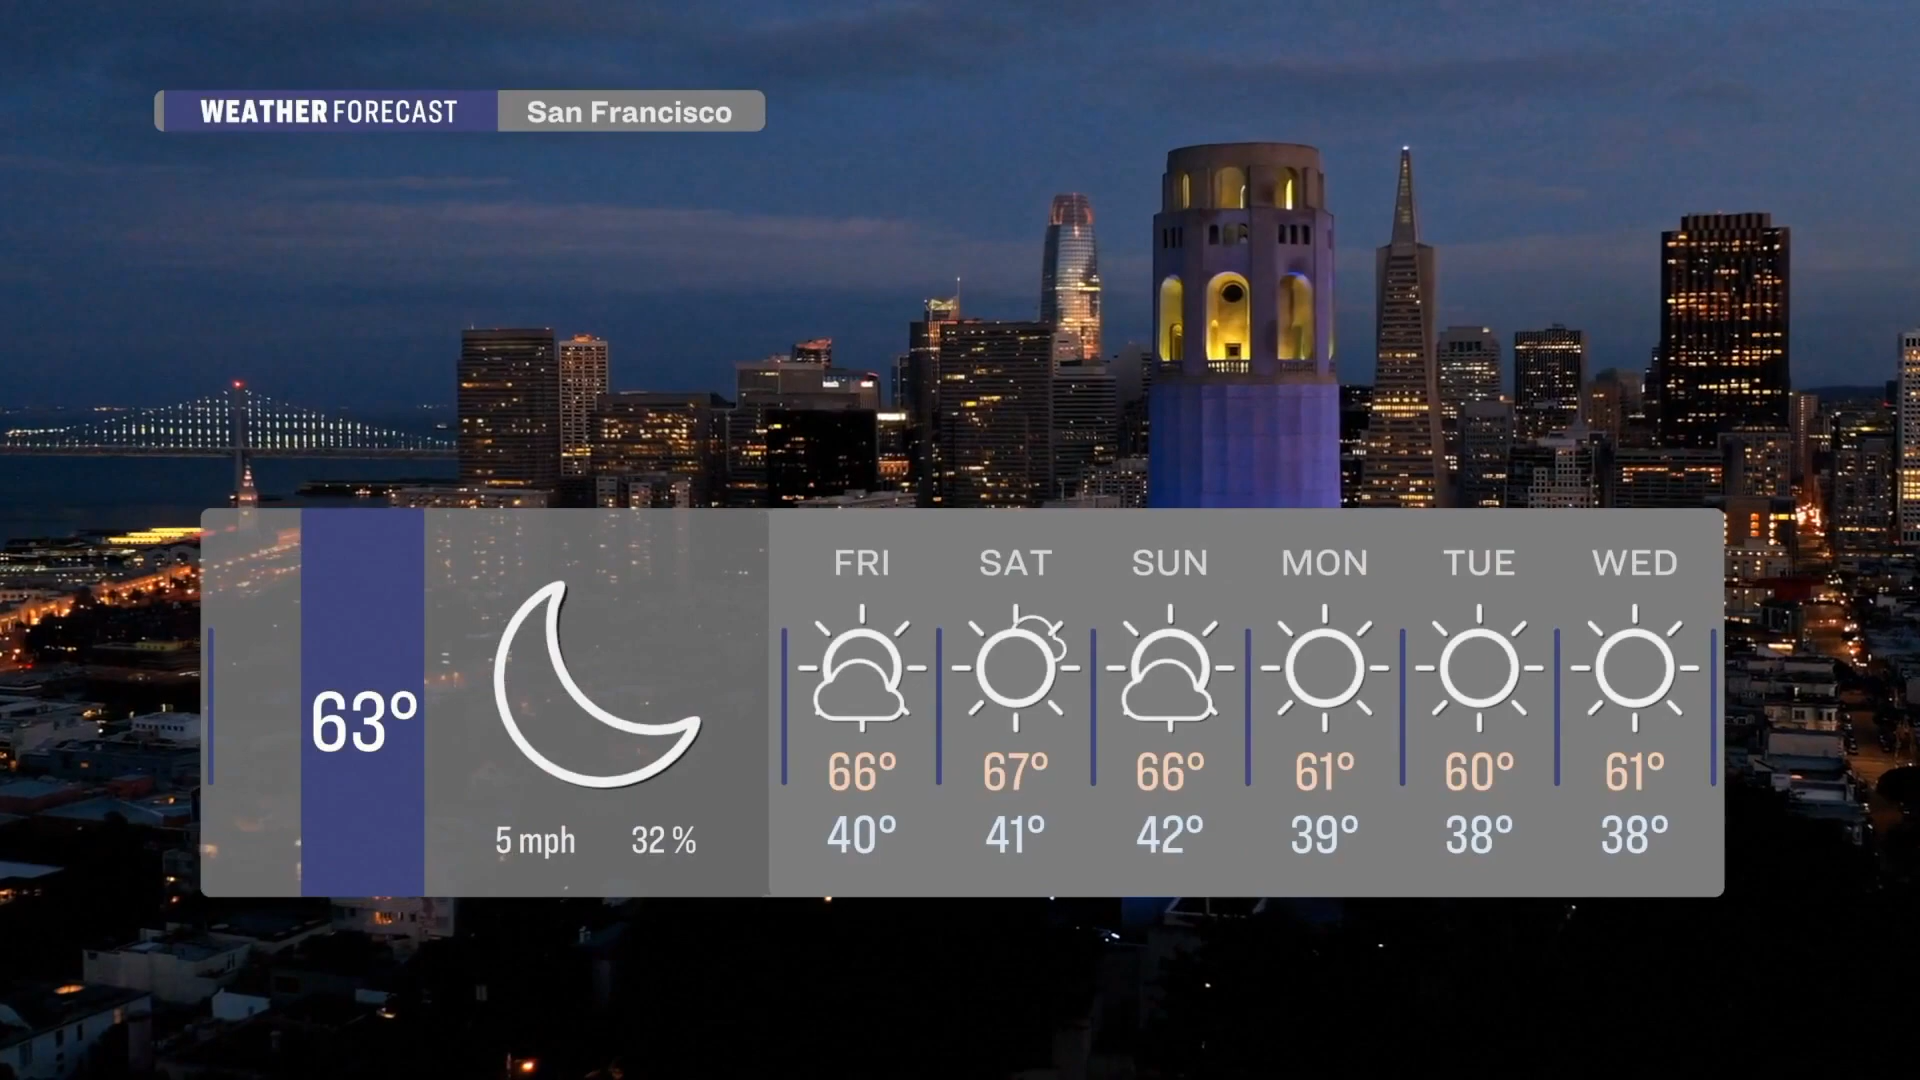 WEATHER FORECAST San Francisco
63°
5 mph 32 %
FRI SAT SUN MON TUE WED
66° 67° 66° 61° 60° 61°
40° 41° 42° 39° 38° 38°